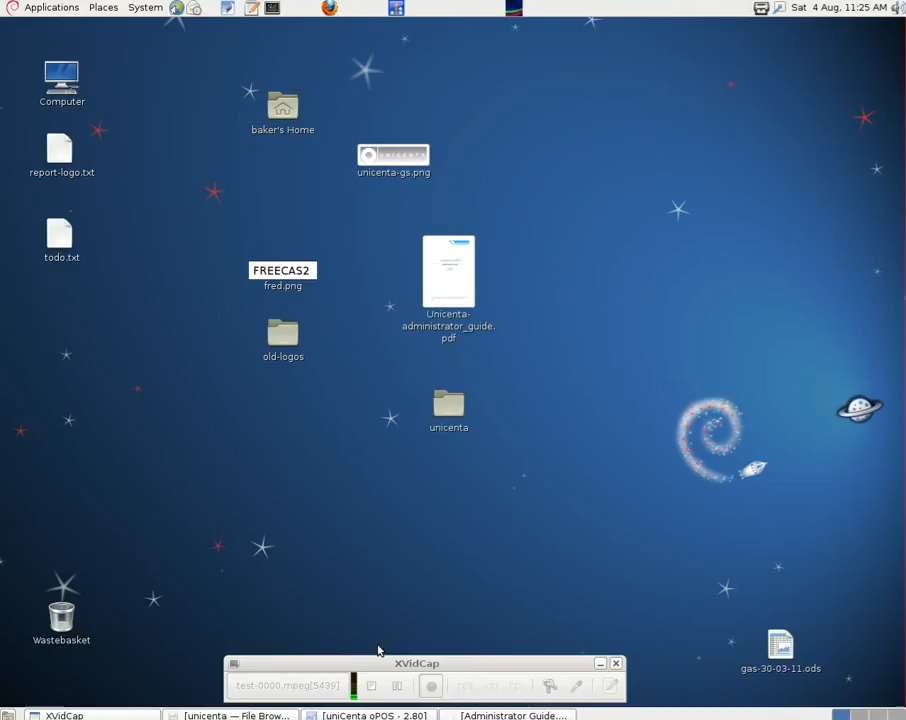 Applications Places System
Sat 4 Aug, 11:25 AM
Computer
baker's Home
unicenta
unicenta-gs.png
report-logo.txt
todo.txt
FREECAS2
fred.png
Unicenta-
administrator_guide.
pdf
old-logos
unicenta
Wastebasket
gas-30-03-11.ods
XVidCap
test-0000.mpeg[5439]
XVidCap
[unicenta — File Brow...
[uniCenta oPOS - 2.80]
[Administrator Guide....